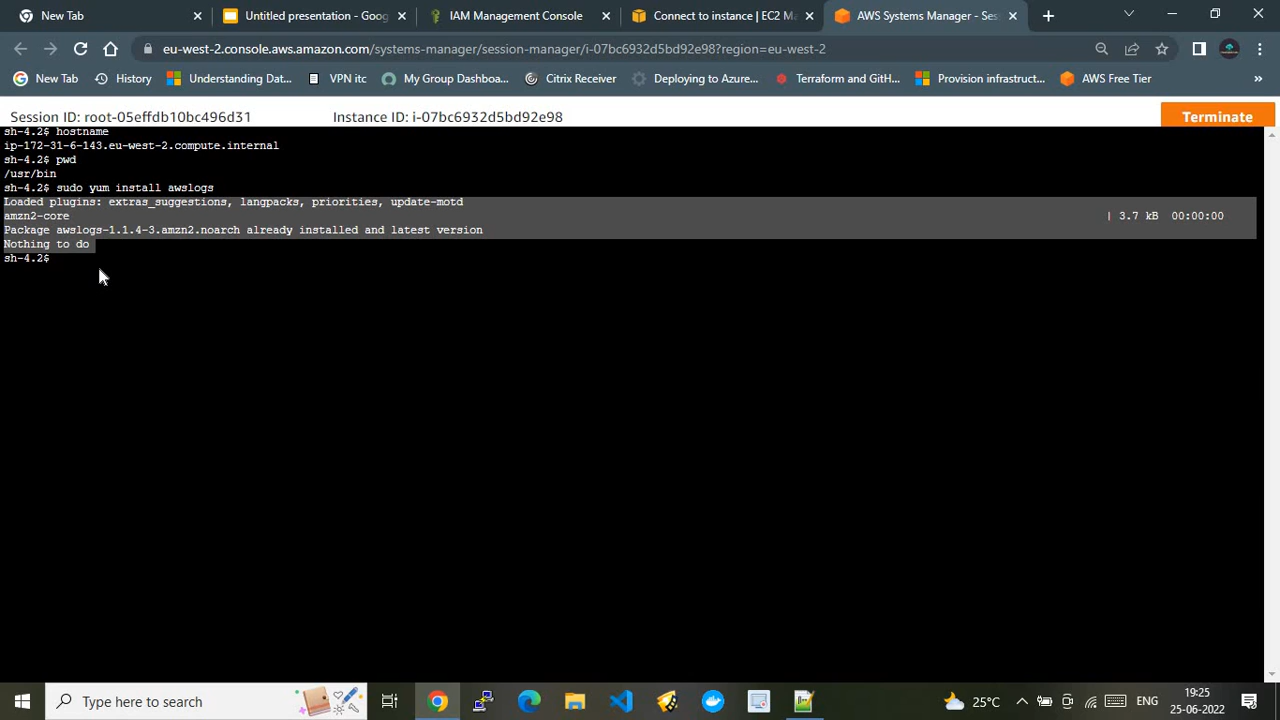 New Tab
Untitled presentation - Goog
IAM Management Console
Connect to instance | EC2 Ma
AWS Systems Manager - Ses
eu-west-2.console.aws.amazon.com/systems-manager/session-manager/i-07bc6932d5bd92e98?region=eu-west-2
New Tab
History
Understanding Dat...
VPN itc
My Group Dashboa...
Citrix Receiver
Deploying to Azure...
Terraform and GitH...
Provision infrastruct...
AWS Free Tier
»
Session ID: root-05effdb10bc496d31
Instance ID: i-07bc6932d5bd92e98
Terminate
sh-4.2$ hostname
ip-172-31-6-143.eu-west-2.compute.internal
sh-4.2$ pwd
/usr/bin
sh-4.2$ sudo yum install awslogs
Loaded plugins: extras_suggestions, langpacks, priorities, update-motd
amzn2-core | 3.7 kB 00:00:00
Package awslogs-1.1.4-3.amzn2.noarch already installed and latest version
Nothing to do
sh-4.2$
Type here to search
25°C
ENG
19:25
25-06-2022